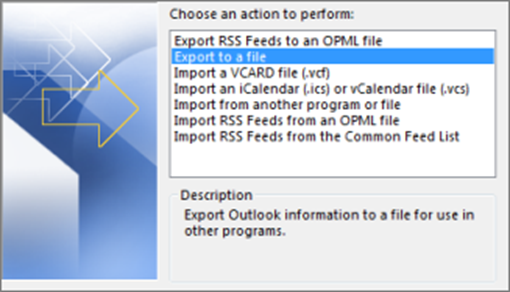 Choose an action to perform:
Export RSS Feeds to an OPML file
Export to a file
Import a VCARD file (.vcf)
Import an iCalendar (.ics) or vCalendar file (.vcs)
Import from another program or file
Import RSS Feeds from an OPML file
Import RSS Feeds from the Common Feed List
Description
Export Outlook information to a file for use in
other programs.